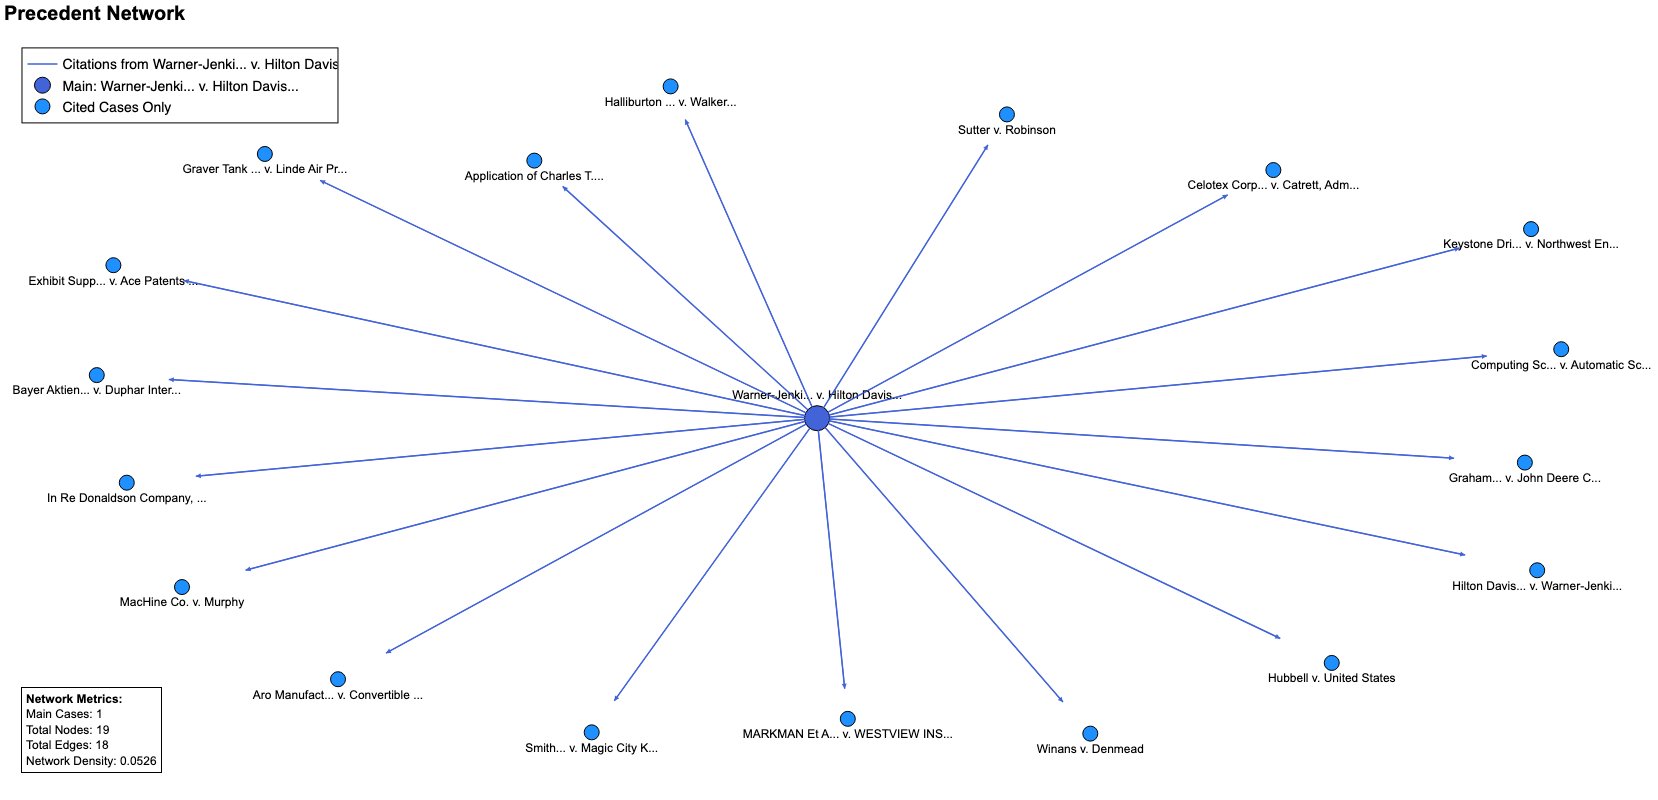 Precedent Network
Citations from Warner-Jenki... v. Hilton Davis
Main: Warner-Jenki... v. Hilton Davis...
Cited Cases Only
Halliburton ... v. Walker...
Sutter v. Robinson
Graver Tank ... v. Linde Air Pr...
Application of Charles T....
Celotex Corp... v. Catrett, Adm...
Keystone Dri... v. Northwest En...
Exhibit Supp... v. Ace Patents ...
Computing Sc... v. Automatic Sc...
Bayer Aktien... v. Duphar Inter...
Warner-Jenki... v. Hilton Davis...
Graham... v. John Deere C...
In Re Donaldson Company, ...
Hilton Davis... v. Warner-Jenki...
MacHine Co. v. Murphy
Hubbell v. United States
Aro Manufact... v. Convertible ...
MARKMAN Et A... v. WESTVIEW INS...
Smith... v. Magic City K...
Winans v. Denmead
Network Metrics:
Main Cases: 1
Total Nodes: 19
Total Edges: 18
Network Density: 0.0526